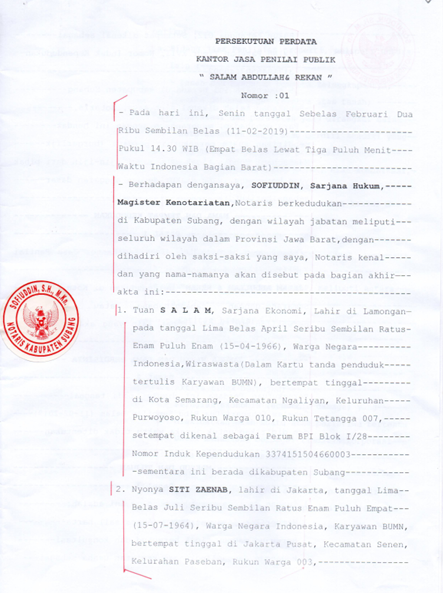 PERSEKUTUAN PERDATA
KANTOR JASA PENILAI PUBLIK
“ SALAM ABDULLAH& REKAN ”
Nomor :01
- Pada hari ini, Senin tanggal Sebelas Februari Dua
Ribu Sembilan Belas (11-02-2019)-----------------------
Pukul 14.30 WIB (Empat Belas Lewat Tiga Puluh Menit----
Waktu Indonesia Bagian Barat)--------------------------
- Berhadapan dengansaya, SOFIUDDIN, Sarjana Hukum,-----
Magister Kenotariatan,Notaris berkedudukan-------------
di Kabupaten Subang, dengan wilayah jabatan meliputi---
seluruh wilayah dalam Provinsi Jawa Barat,dengan-------
dihadiri oleh saksi-saksi yang saya, Notaris kenal-----
dan yang nama-namanya akan disebut pada bagian akhir---
akta ini:----------------------------------------------
1. Tuan S A L A M, Sarjana Ekonomi, Lahir di Lamongan-
pada tanggal Lima Belas April Seribu Sembilan Ratus-
Enam Puluh Enam (15-04-1966), Warga Negara----------
Indonesia,Wiraswasta(Dalam Kartu tanda penduduk-----
tertulis Karyawan BUMN), bertempat tinggal----------
di Kota Semarang, Kecamatan Ngaliyan, Keluruhan-----
Purwoyoso, Rukun Warga 010, Rukun Tetangga 007,-----
setempat dikenal sebagai Perum BPI Blok I/28--------
Nomor Induk Kependudukan 3374151504660003-----------
-sementara ini berada dikabupaten Subang------------
2. Nyonya SITI ZAENAB, lahir di Jakarta, tanggal Lima--
Belas Juli Seribu Sembilan Ratus Enam Puluh Empat---
(15-07-1964), Warga Negara Indonesia, Karyawan BUMN,
bertempat tinggal di Jakarta Pusat, Kecamatan Senen,
Kelurahan Paseban, Rukun Warga 003,-----------------
SOFIUDDIN, S.H., M.Kn.
NOTARIS KABUPATEN SUBANG